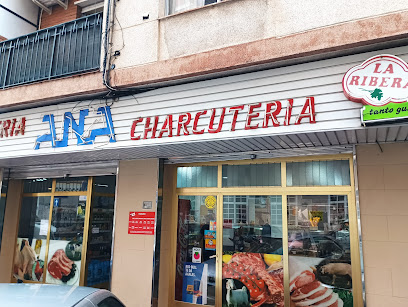 RIA ANA CHARCUTERIA
LA
RIBERA
tanto gu